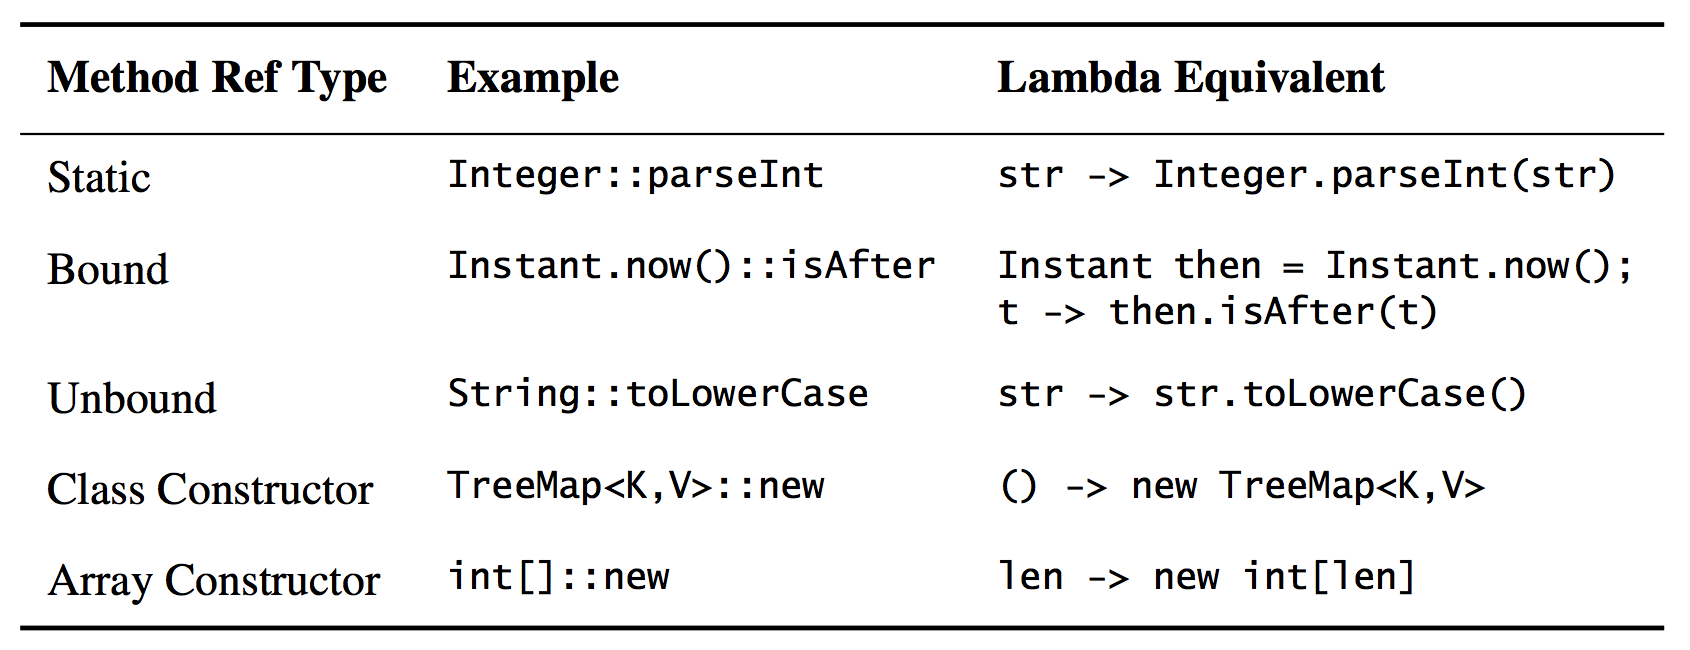 Method Ref Type Example Lambda Equivalent
Static Integer::parseInt str -> Integer.parseInt(str)
Bound Instant.now()::isAfter Instant then = Instant.now();
t -> then.isAfter(t)
Unbound String::toLowerCase str -> str.toLowerCase()
Class Constructor TreeMap<K,V>::new () -> new TreeMap<K,V>
Array Constructor int[]::new len -> new int[len]